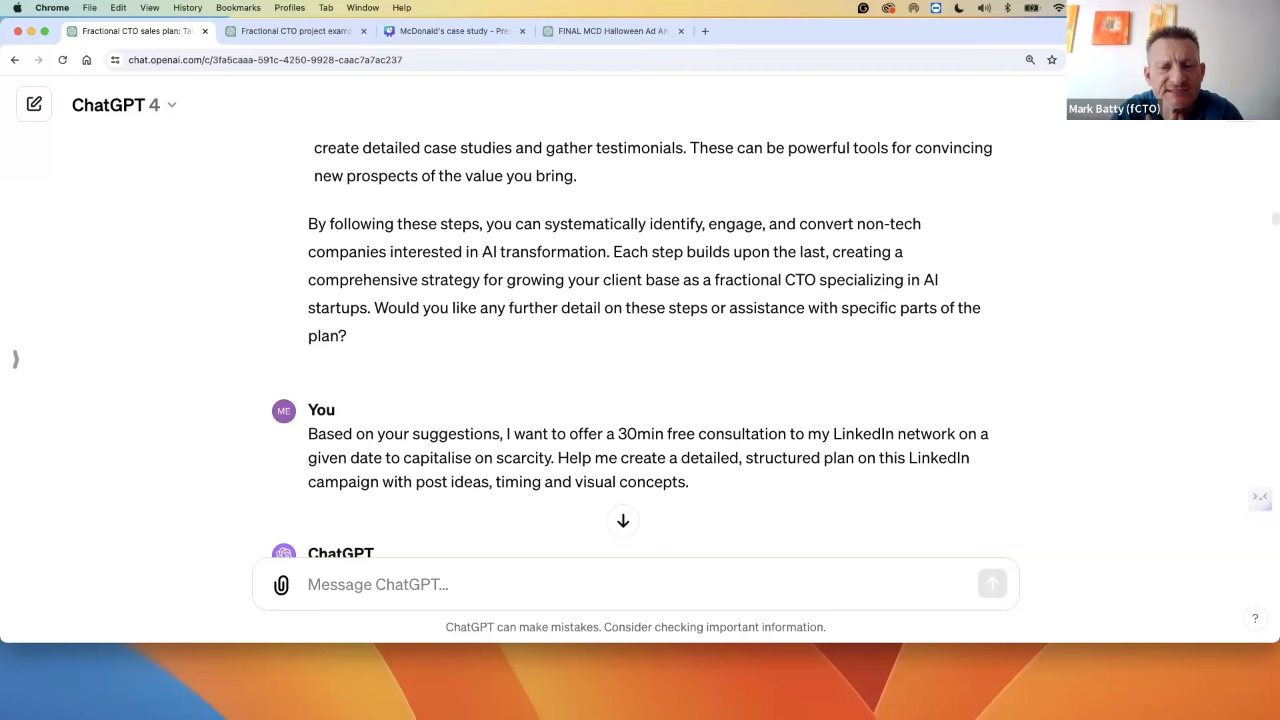 Chrome File Edit View History Bookmarks Profiles Tab Window Help
Fractional CTO sales plan: Tai
Fractional CTO project examp
McDonald's case study - Pre
FINAL MCD Halloween Ad An
chat.openai.com/c/3fa5caaa-591c-4250-9928-caac7a7ac237
Mark Batty (fCTO)
ChatGPT 4
create detailed case studies and gather testimonials. These can be powerful tools for convincing
new prospects of the value you bring.
By following these steps, you can systematically identify, engage, and convert non-tech
companies interested in AI transformation. Each step builds upon the last, creating a
comprehensive strategy for growing your client base as a fractional CTO specializing in AI
startups. Would you like any further detail on these steps or assistance with specific parts of the
plan?
ME
You
Based on your suggestions, I want to offer a 30min free consultation to my LinkedIn network on a
given date to capitalise on scarcity. Help me create a detailed, structured plan on this LinkedIn
campaign with post ideas, timing and visual concepts.
ChatGPT
Message ChatGPT...
ChatGPT can make mistakes. Consider checking important information.
?